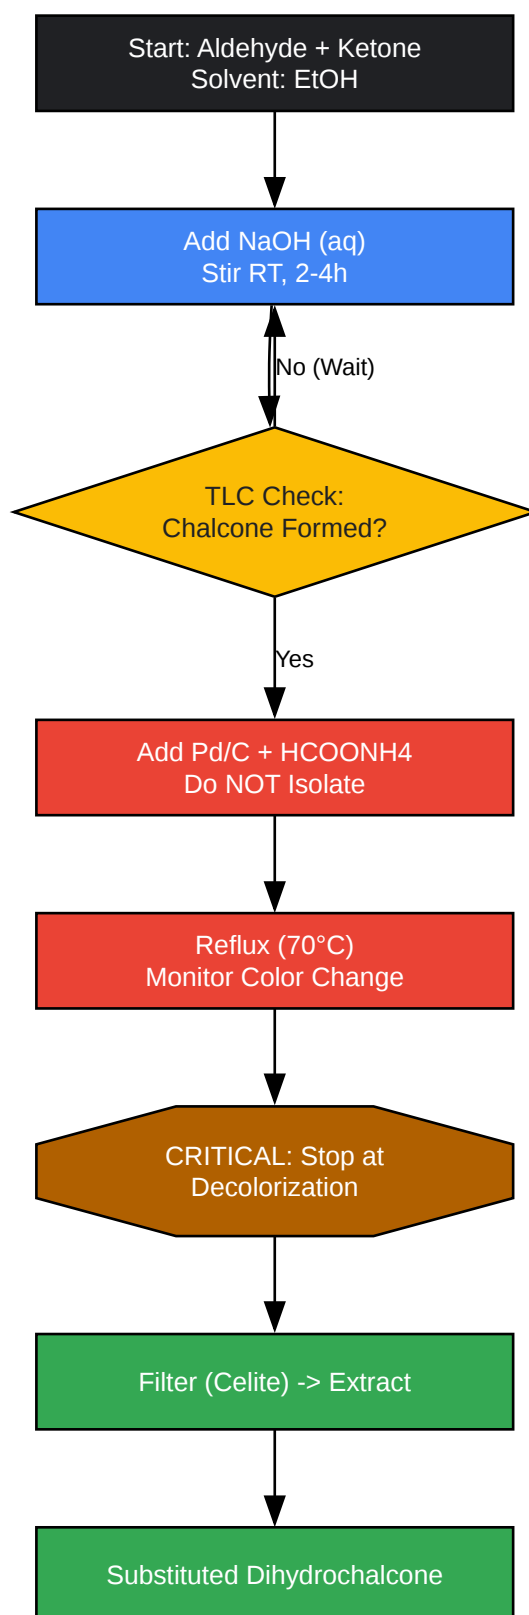 Start: Aldehyde + Ketone
Solvent: EtOH
Add NaOH (aq)
Stir RT, 2-4h
No (Wait)
TLC Check:
Chalcone Formed?
Yes
Add Pd/C + HCOONH4
Do NOT Isolate
Reflux (70°C)
Monitor Color Change
CRITICAL: Stop at
Decolorization
Filter (Celite) -> Extract
Substituted Dihydrochalcone